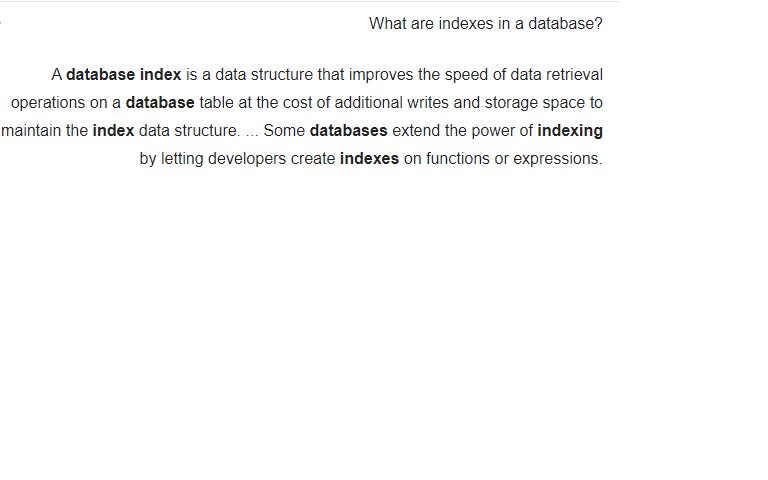 What are indexes in a database?
A database index is a data structure that improves the speed of data retrieval
operations on a database table at the cost of additional writes and storage space to
maintain the index data structure. ... Some databases extend the power of indexing
by letting developers create indexes on functions or expressions.